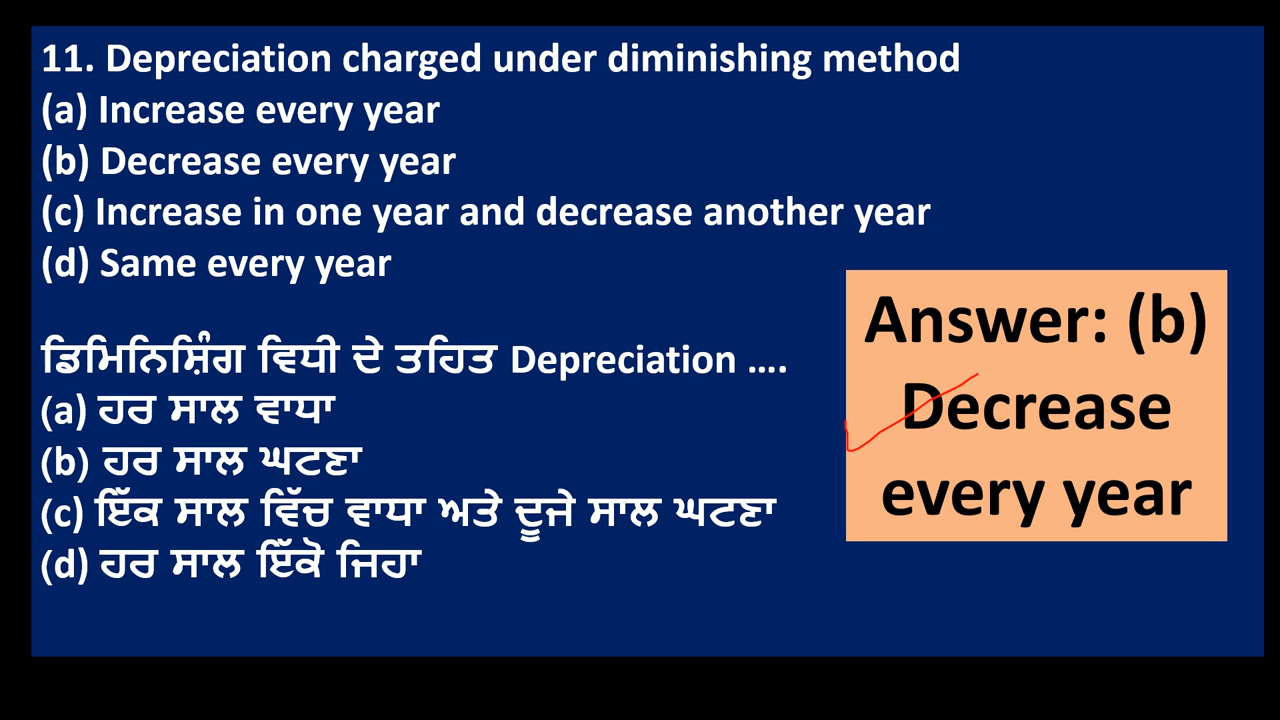 11. Depreciation charged under diminishing method
(a) Increase every year
(b) Decrease every year
(c) Increase in one year and decrease another year
(d) Same every year
ਡਿਮਿਨਿਸ਼ਿੰਗ ਵਿਧੀ ਦੇ ਤਹਿਤ Depreciation ....
(a) ਹਰ ਸਾਲ ਵਾਧਾ
(b) ਹਰ ਸਾਲ ਘਟਣਾ
(c) ਇੱਕ ਸਾਲ ਵਿੱਚ ਵਾਧਾ ਅਤੇ ਦੂਜੇ ਸਾਲ ਘਟਣਾ
(d) ਹਰ ਸਾਲ ਇੱਕੋ ਜਿਹਾ
Answer: (b)
Decrease
every year